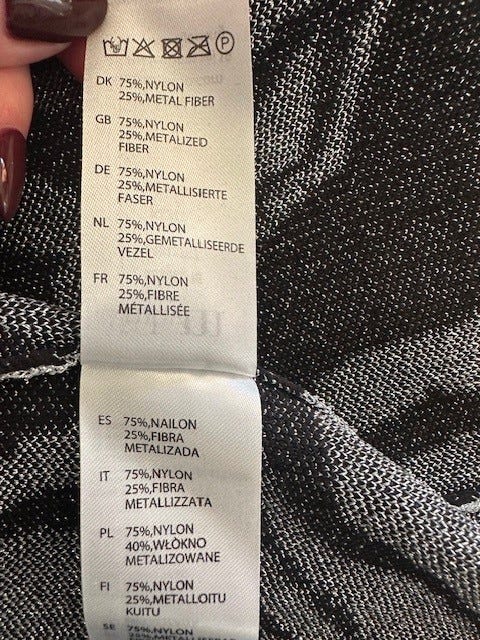 P
DK 75%,NYLON
25%,METAL FIBER
GB 75%,NYLON
25%,METALIZED
FIBER
DE 75%,NYLON
25%,METALLISIERTE
FASER
NL 75%,NYLON
25%,GEMETALLISEERDE
VEZEL
FR 75%,NYLON
25%,FIBRE
MÉTALLISÉE
ES 75%,NAILON
25%,FIBRA
METALIZADA
IT 75%,NYLON
25%,FIBRA
METALLIZZATA
PL 75%,NYLON
40%,WŁÒKNO
METALIZOWANE
FI 75%,NYLON
25%,METALLOITU
KUITU
SE 75%,NYLON